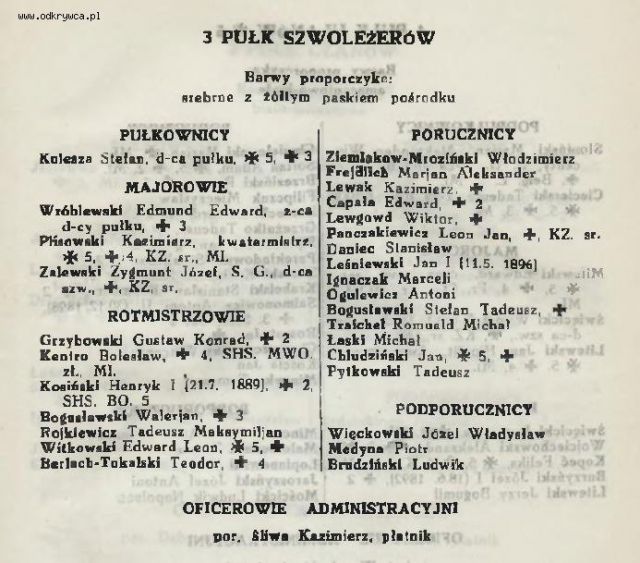 www.odkrywca.pl
3 PUŁK SZWOLEŻERÓW
Barwy proporczyka:
srebrne z żółtym paskiem pośrodku
PUŁKOWNICY
Kulesza Stefan, d-ca pułku, ✠ 5, ✚ 3
MAJOROWIE
Wróblewski Edmund Edward, z-ca
d-cy pułku, ✚ 3
Plisowski Kazimierz, kwatermistrz,
✠ 5, ✚ 4, KZ. sr., Ml.
Zalewski Zygmunt Józef, S. G., d-ca
szw., ✚, KZ. sr.
ROTMISTRZOWIE
Grzybowski Gustaw Konrad, ✚ 2
Kentro Bolesław, ✚ 4, SHS. MWO.
zł., Ml.
Kosiński Henryk I [21.7. 1889], ✚ 2,
SHS. BO. 5
Bogusławski Walerjan, ✚ 3
Rojkiewicz Tadeusz Maksymiljan
Witkowski Edward Leon, ✠ 5, ✚
Berlach-Tokalski Teodor, ✚ 4
PORUCZNICY
Ziemlakow-Mroziński Włodzimierz
Frejdlich Marjan Aleksander
Lewak Kazimierz, ✚
Capała Edward, ✚ 2
Lewgowd Wiktor, ✚
Panczakiewicz Leon Jan, ✚, KZ. sr.
Daniec Stanisław
Leśniewski Jan I [11.5. 1896]
Ignaczak Marceli
Ogulewicz Antoni
Bogusławski Stefan Tadeusz, ✚
Traichel Romuald Michał
Łaski Michał
Chludziński Jan, ✠ 5, ✚
Pytkowski Tadeusz
PODPORUCZNICY
Więckowski Józef Władysław
Medyna Piotr
Brudziński Ludwik
OFICEROWIE ADMINISTRACYJNI
por. Śliwa Kazimierz, płatnik